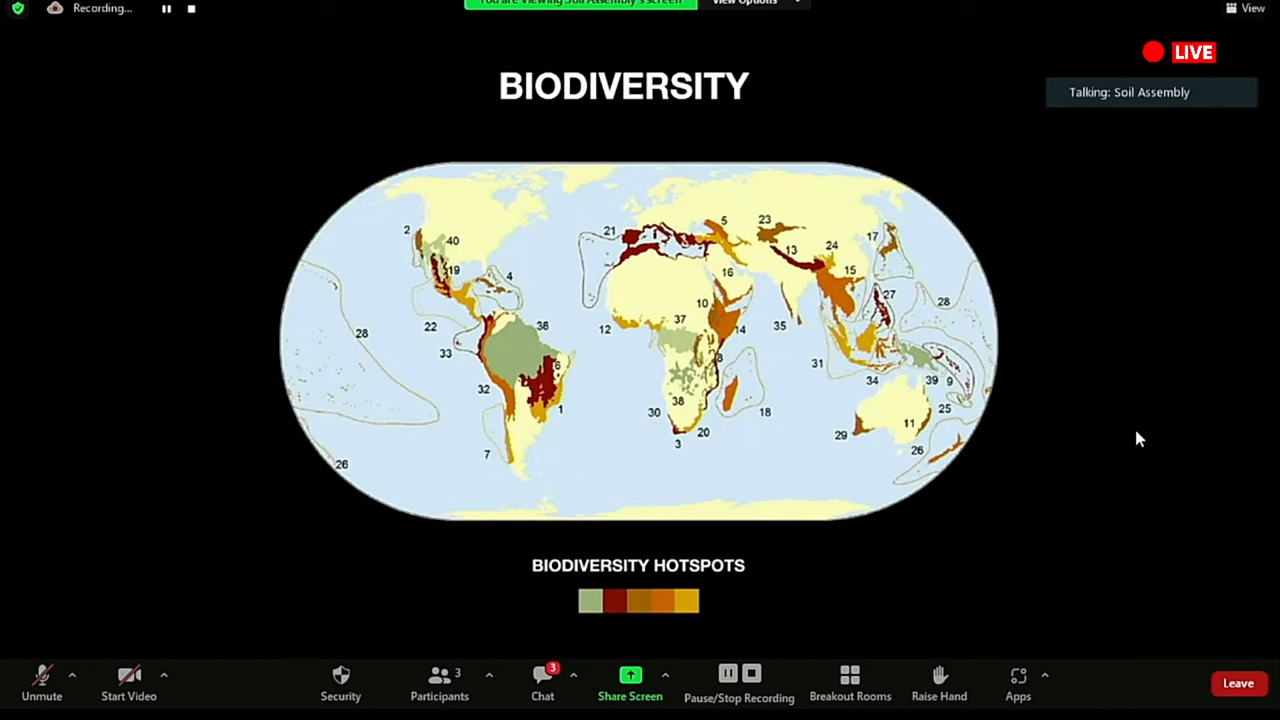 Recording...
You are viewing Soil Assembly's screen
View Options
View
LIVE
Talking: Soil Assembly
BIODIVERSITY
2
40
19
4
22
33
36
32
6
1
7
28
26
21
5
23
13
24
17
16
15
27
28
10
12
37
14
35
8
31
34
39
9
38
30
18
3
20
25
11
29
26
BIODIVERSITY HOTSPOTS
Unmute
Start Video
Security
3
Participants
3
Chat
Share Screen
Pause/Stop Recording
Breakout Rooms
Raise Hand
Apps
Leave